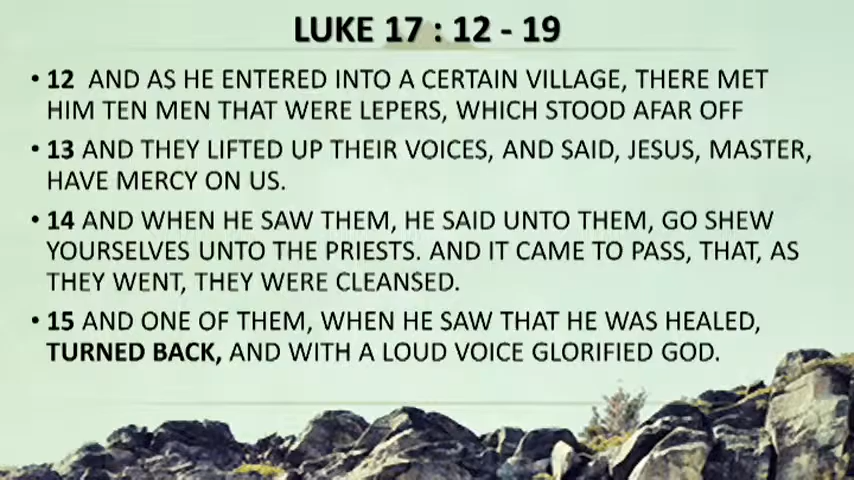 LUKE 17 : 12 - 19
• 12 AND AS HE ENTERED INTO A CERTAIN VILLAGE, THERE MET
HIM TEN MEN THAT WERE LEPERS, WHICH STOOD AFAR OFF
• 13 AND THEY LIFTED UP THEIR VOICES, AND SAID, JESUS, MASTER,
HAVE MERCY ON US.
• 14 AND WHEN HE SAW THEM, HE SAID UNTO THEM, GO SHEW
YOURSELVES UNTO THE PRIESTS. AND IT CAME TO PASS, THAT, AS
THEY WENT, THEY WERE CLEANSED.
• 15 AND ONE OF THEM, WHEN HE SAW THAT HE WAS HEALED,
TURNED BACK, AND WITH A LOUD VOICE GLORIFIED GOD.